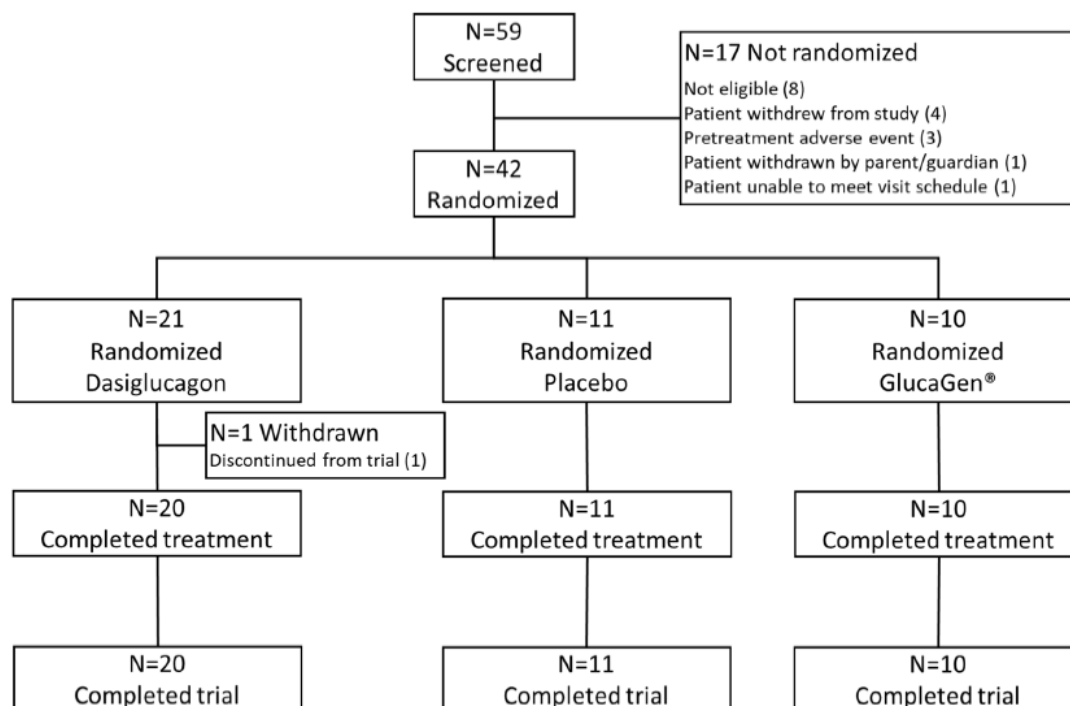 N=59
Screened
N=17 Not randomized
Not eligible (8)
Patient withdrew from study (4)
Pretreatment adverse event (3)
Patient withdrawn by parent/guardian (1)
Patient unable to meet visit schedule (1)
N=42
Randomized
N=21
Randomized
Dasiglucagon
N=11
Randomized
Placebo
N=10
Randomized
GlucaGen®
N=1 Withdrawn
Discontinued from trial (1)
N=20
Completed treatment
N=11
Completed treatment
N=10
Completed treatment
N=20
Completed trial
N=11
Completed trial
N=10
Completed trial